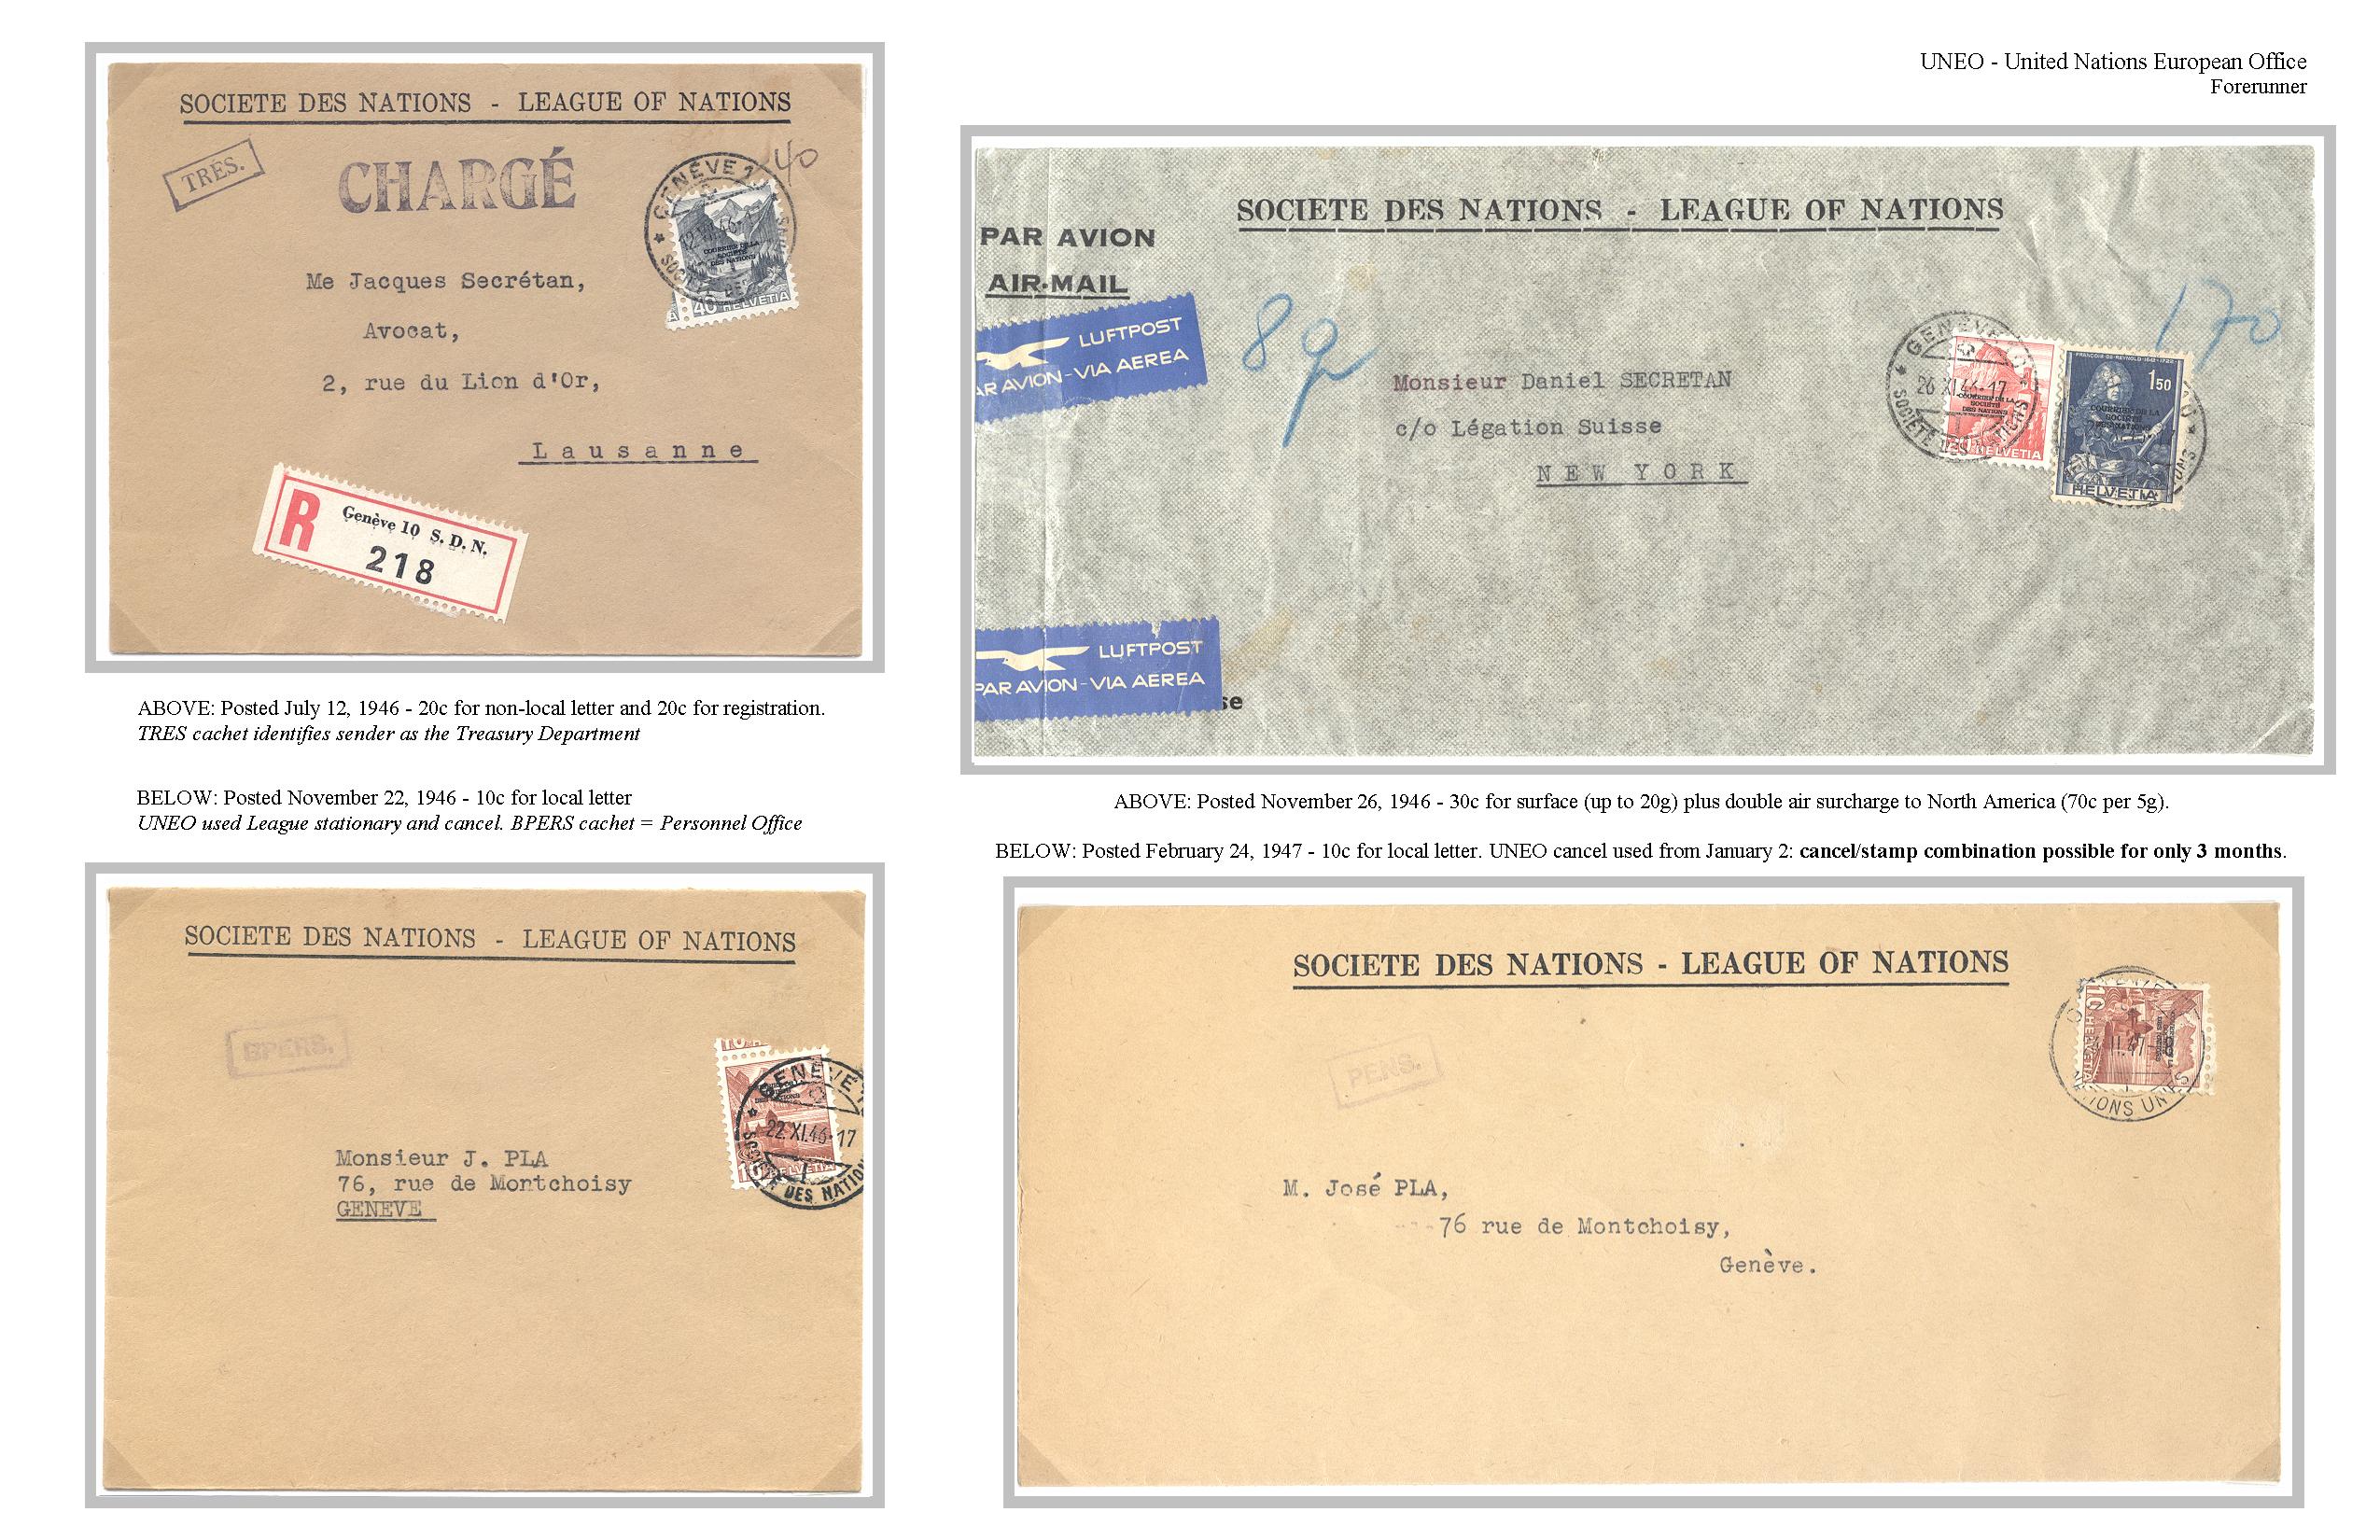 UNEO - United Nations European Office
Forerunner
SOCIETE DES NATIONS - LEAGUE OF NATIONS
TRÉS.
CHARGÉ
40
GENÈVE 1
COURRIER DE LA
SOCIÉTÉ
DES NATIONS
40 HELVETIA
Me Jacques Secrétan,
Avocat,
2, rue du Lion d'Or,
Lausanne
R
Genève 10 S. D. N.
218
ABOVE: Posted July 12, 1946 - 20c for non-local letter and 20c for registration.
TRES cachet identifies sender as the Treasury Department
BELOW: Posted November 22, 1946 - 10c for local letter
UNEO used League stationary and cancel. BPERS cachet = Personnel Office
SOCIETE DES NATIONS - LEAGUE OF NATIONS
BPERS.
GENÈVE
22.XI.46-17
SOCIÉTÉ DES NATION
HELVETIA
Monsieur J. PLA
76, rue de Montchoisy
GENEVE
SOCIETE DES NATIONS - LEAGUE OF NATIONS
PAR AVION
AIR-MAIL
LUFTPOST
AR AVION-VIA AEREA
8g
170
Monsieur Daniel SECRETAN
c/o Légation Suisse
NEW YORK
GENÈVE
26 XI.46-17
SOCIÉTÉ DES NATIONS
COURRIER DE LA
SOCIÉTÉ
DES NATIONS
HELVETIA
FRANÇOIS DE REYNOLD 1642-1722
150
COURRIER DE LA
SOCIÉTÉ
DES NATIONS
HELVETIA
LUFTPOST
PAR AVION-VIA AEREA
se
ABOVE: Posted November 26, 1946 - 30c for surface (up to 20g) plus double air surcharge to North America (70c per 5g).
BELOW: Posted February 24, 1947 - 10c for local letter. UNEO cancel used from January 2: cancel/stamp combination possible for only 3 months.
SOCIETE DES NATIONS - LEAGUE OF NATIONS
PENS.
10 HELVETIA
II.47-8
NATIONS UNIES
M. José PLA,
76 rue de Montchoisy,
Genève.